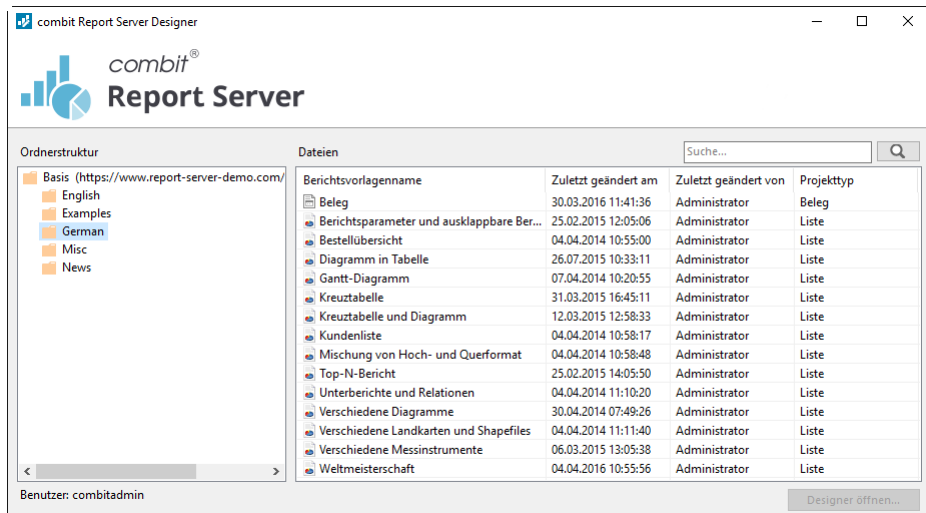 combit Report Server Designer
combit®
Report Server
Ordnerstruktur
Basis (https://www.report-server-demo.com/
English
Examples
German
Misc
News
Dateien
Suche...
Berichtsvorlagenname Zuletzt geändert am Zuletzt geändert von Projekttyp
Beleg 30.03.2016 11:41:36 Administrator Beleg
Berichtsparameter und ausklappbare Ber... 25.02.2015 12:05:06 Administrator Liste
Bestellübersicht 04.04.2014 10:55:00 Administrator Liste
Diagramm in Tabelle 26.07.2015 10:33:11 Administrator Liste
Gantt-Diagramm 07.04.2014 10:20:55 Administrator Liste
Kreuztabelle 31.03.2015 16:45:11 Administrator Liste
Kreuztabelle und Diagramm 12.03.2015 12:58:33 Administrator Liste
Kundenliste 04.04.2014 10:58:17 Administrator Liste
Mischung von Hoch- und Querformat 04.04.2014 10:58:48 Administrator Liste
Top-N-Bericht 25.02.2015 14:05:50 Administrator Liste
Unterberichte und Relationen 04.04.2014 11:10:20 Administrator Liste
Verschiedene Diagramme 30.04.2014 07:49:26 Administrator Liste
Verschiedene Landkarten und Shapefiles 04.04.2014 11:11:40 Administrator Liste
Verschiedene Messinstrumente 06.03.2015 13:05:38 Administrator Liste
Weltmeisterschaft 04.04.2016 10:55:56 Administrator Liste
Benutzer: combitadmin
Designer öffnen...